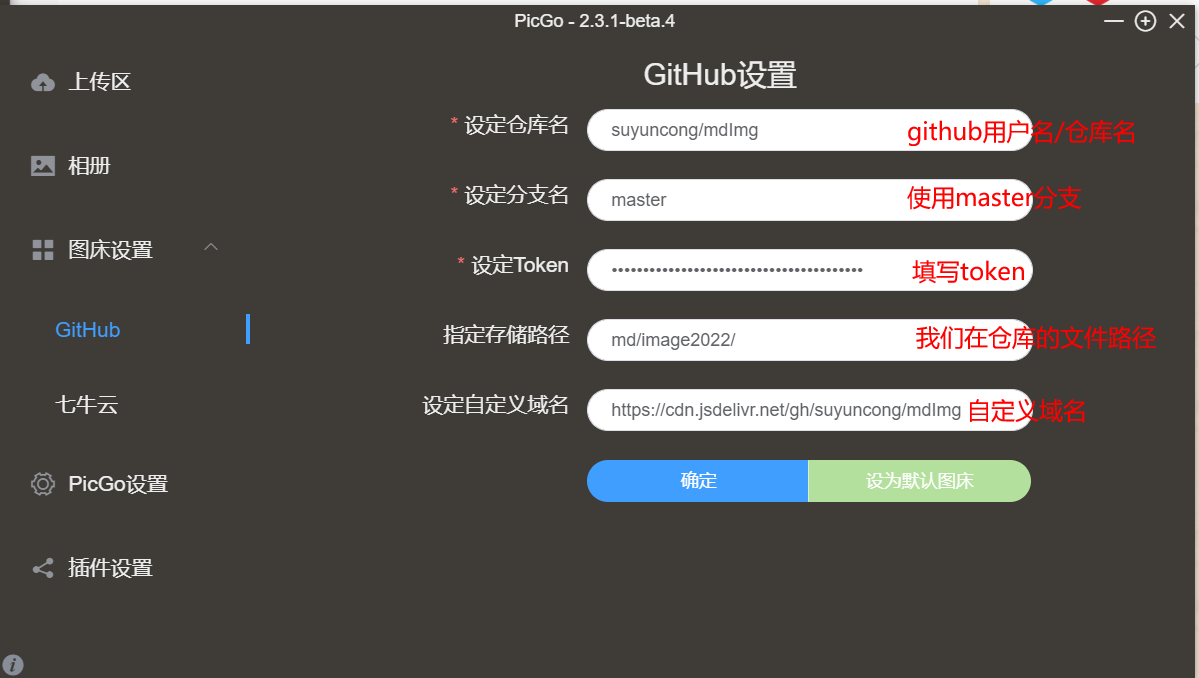 PicGo - 2.3.1-beta.4
上传区
相册
图床设置
GitHub
七牛云
PicGo设置
插件设置
GitHub设置
* 设定仓库名 suyuncong/mdImg github用户名/仓库名
* 设定分支名 master 使用master分支
* 设定Token •••••••••••••••••••••••••••••••••••••••• 填写token
指定存储路径 md/image2022/ 我们在仓库的文件路径
设定自定义域名 https://cdn.jsdelivr.net/gh/suyuncong/mdImg 自定义域名
确定 设为默认图床